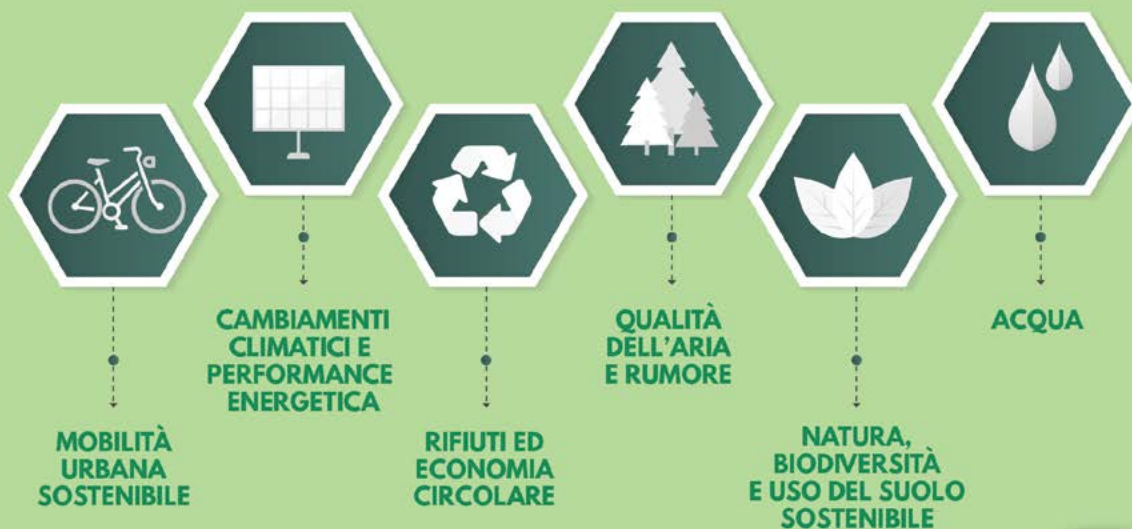 MOBILITÀ
URBANA
SOSTENIBILE
CAMBIAMENTI
CLIMATICI E
PERFORMANCE
ENERGETICA
RIFIUTI ED
ECONOMIA
CIRCOLARE
QUALITÀ
DELL'ARIA
E RUMORE
NATURA,
BIODIVERSITÀ
E USO DEL SUOLO
SOSTENIBILE
ACQUA